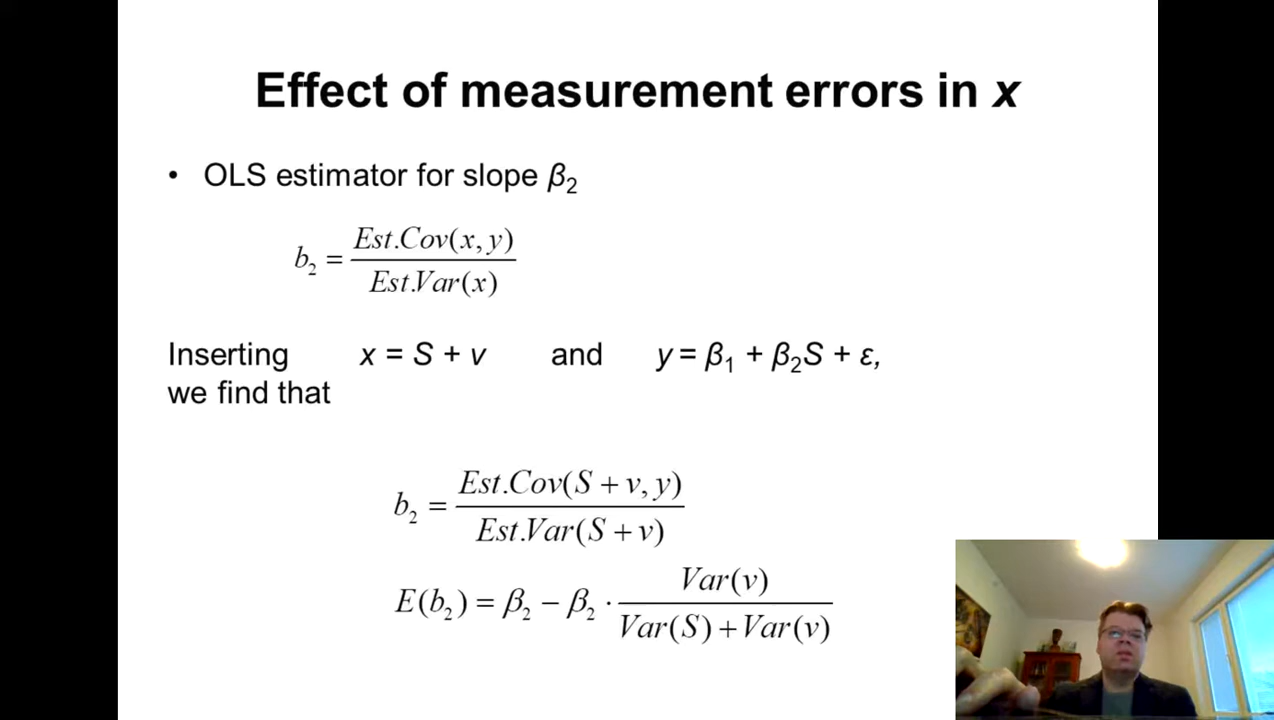 Effect of measurement errors in x
• OLS estimator for slope β₂
b₂ = Est.Cov(x, y) / Est.Var(x)
Inserting x = S + v and y = β₁ + β₂S + ε,
we find that
b₂ = Est.Cov(S + v, y) / Est.Var(S + v)
E(b₂) = β₂ − β₂ · Var(v) / Var(S) + Var(v)